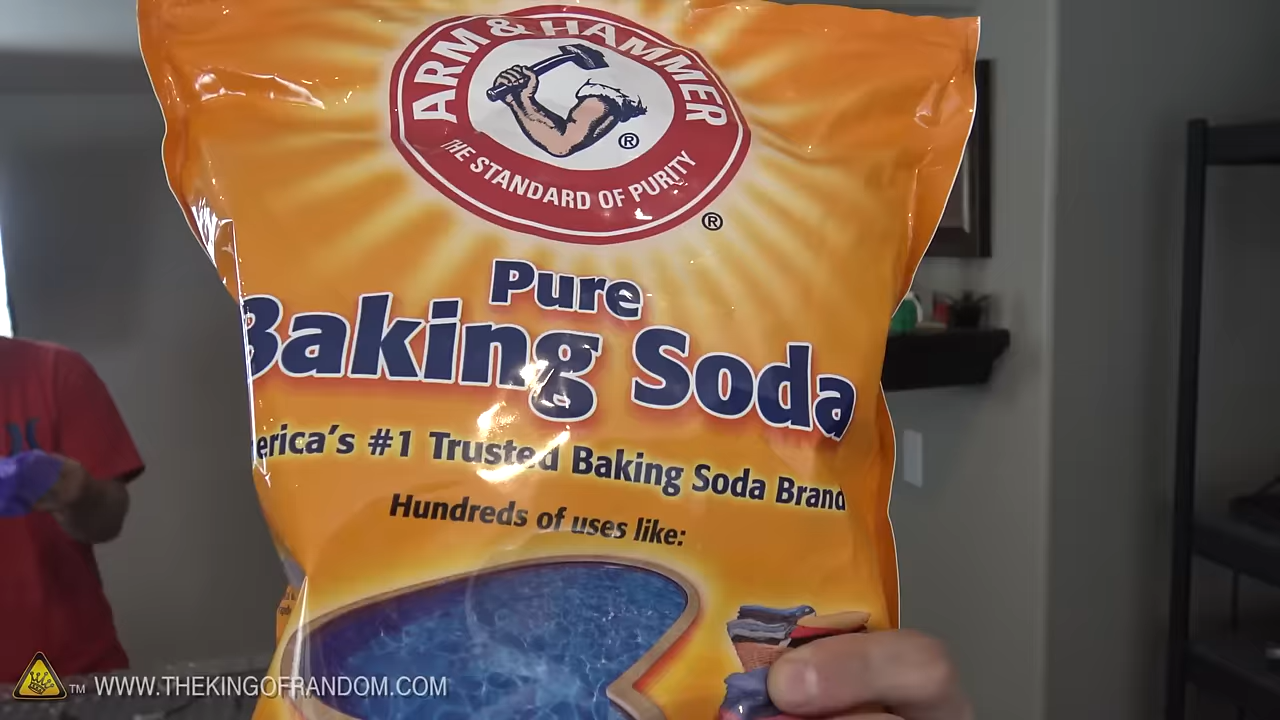 ARM & HAMMER
THE STANDARD OF PURITY
®
®
Pure
Baking Soda
erica's #1 Trusted Baking Soda Brand
Hundreds of uses like:
™ WWW.THEKINGOFRANDOM.COM